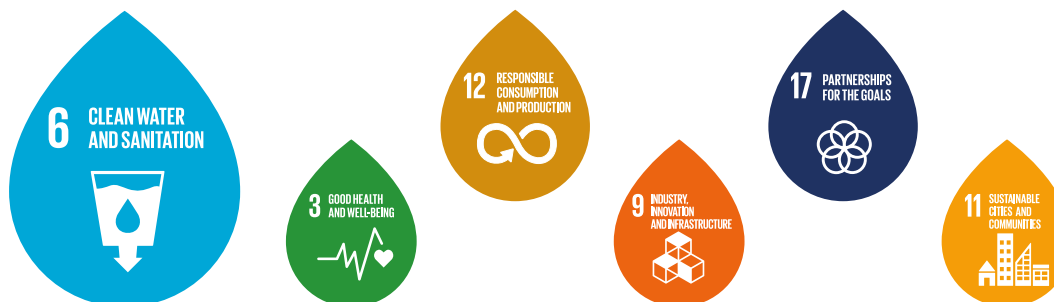 6 CLEAN WATER
AND SANITATION
3 GOOD HEALTH
AND WELL-BEING
12 RESPONSIBLE
CONSUMPTION
AND PRODUCTION
9 INDUSTRY,
INNOVATION
AND INFRASTRUCTURE
17 PARTNERSHIPS
FOR THE GOALS
11 SUSTAINABLE
CITIES AND
COMMUNITIES